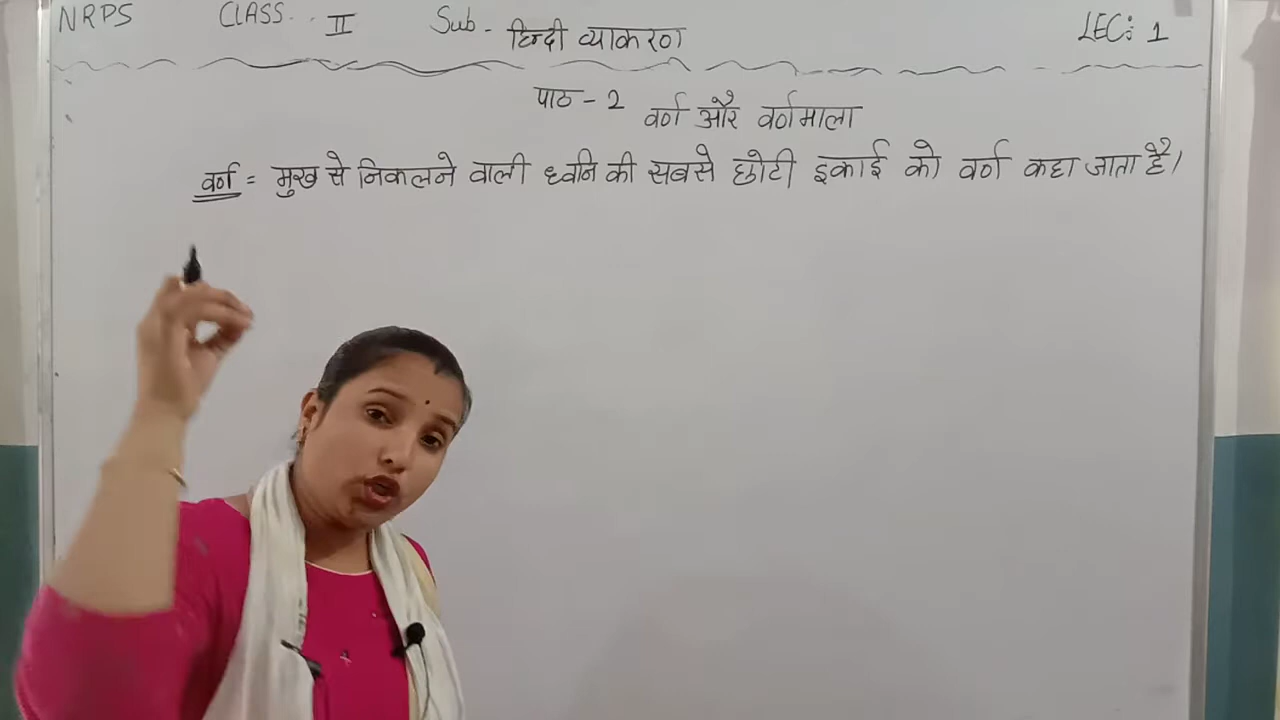 NRPS CLASS.. II Sub- हिन्दी व्याकरण LEC: 1
पाठ - 2 वर्ण और वर्णमाला
वर्ण = मुख से निकलने वाली ध्वनि की सबसे छोटी इकाई को वर्ण कहा जाता है।